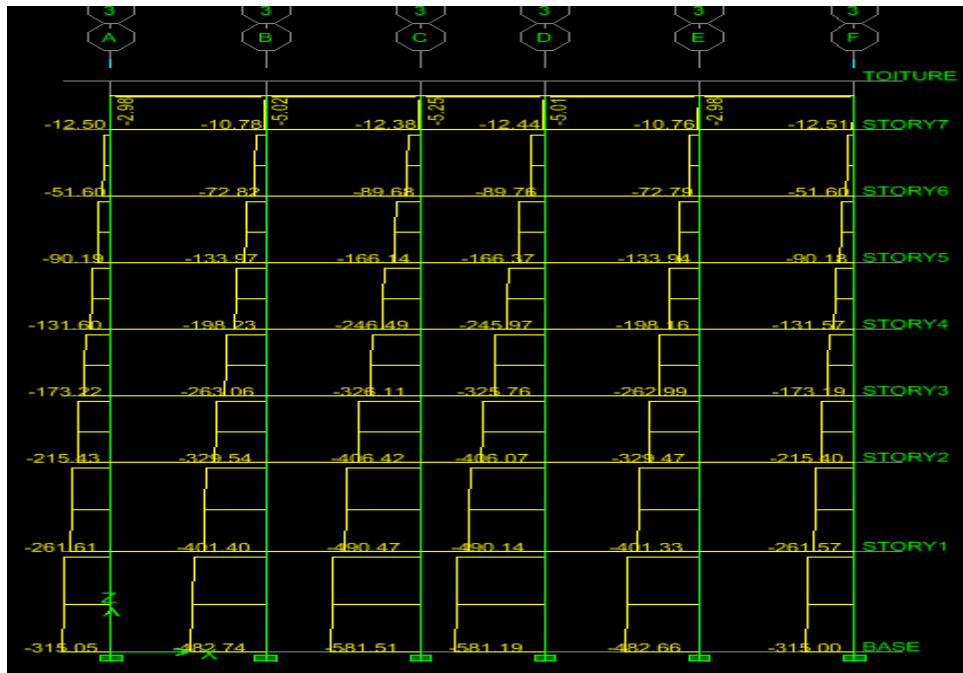 3 3 3 3 3 3
A B C D E F
TOITURE
-2.98 -5.02 -5.25 -5.01 -2.98
-12.50 -10.78 -12.38 -12.44 -10.76 -12.51 STORY7
-51.60 -72.82 -89.68 -89.76 -72.79 -51.60 STORY6
-90.19 -133.97 -166.14 -166.37 -133.94 -90.18 STORY5
-131.60 -198.23 -246.49 -245.97 -198.16 -131.57 STORY4
-173.22 -263.06 -326.11 -325.76 -262.99 -173.19 STORY3
-215.43 -329.54 -406.42 -406.07 -329.47 -215.40 STORY2
-261.61 -401.40 -490.47 -490.14 -401.33 -261.57 STORY1
Z
-315.05 X -482.74 -581.51 -581.19 -482.66 -315.00 BASE